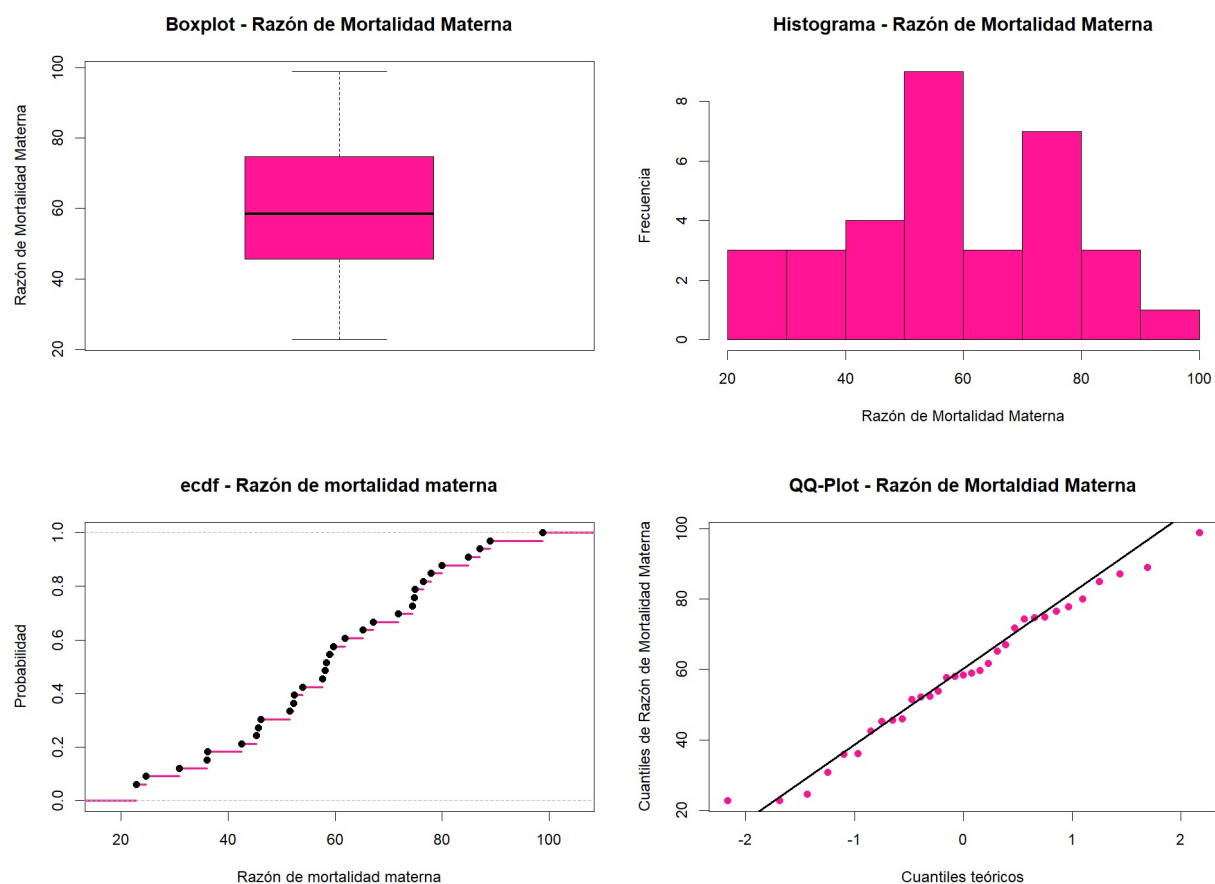 Boxplot - Razón de Mortalidad Materna
Razón de Mortalidad Materna
20 40 60 80 100
Histograma - Razón de Mortalidad Materna
Frecuencia
0 2 4 6 8
20 40 60 80 100
Razón de Mortalidad Materna
ecdf - Razón de mortalidad materna
Probabilidad
0.0 0.2 0.4 0.6 0.8 1.0
20 40 60 80 100
Razón de mortalidad materna
QQ-Plot - Razón de Mortaldiad Materna
Cuantiles de Razón de Mortalidad Materna
20 40 60 80 100
-2 -1 0 1 2
Cuantiles teóricos